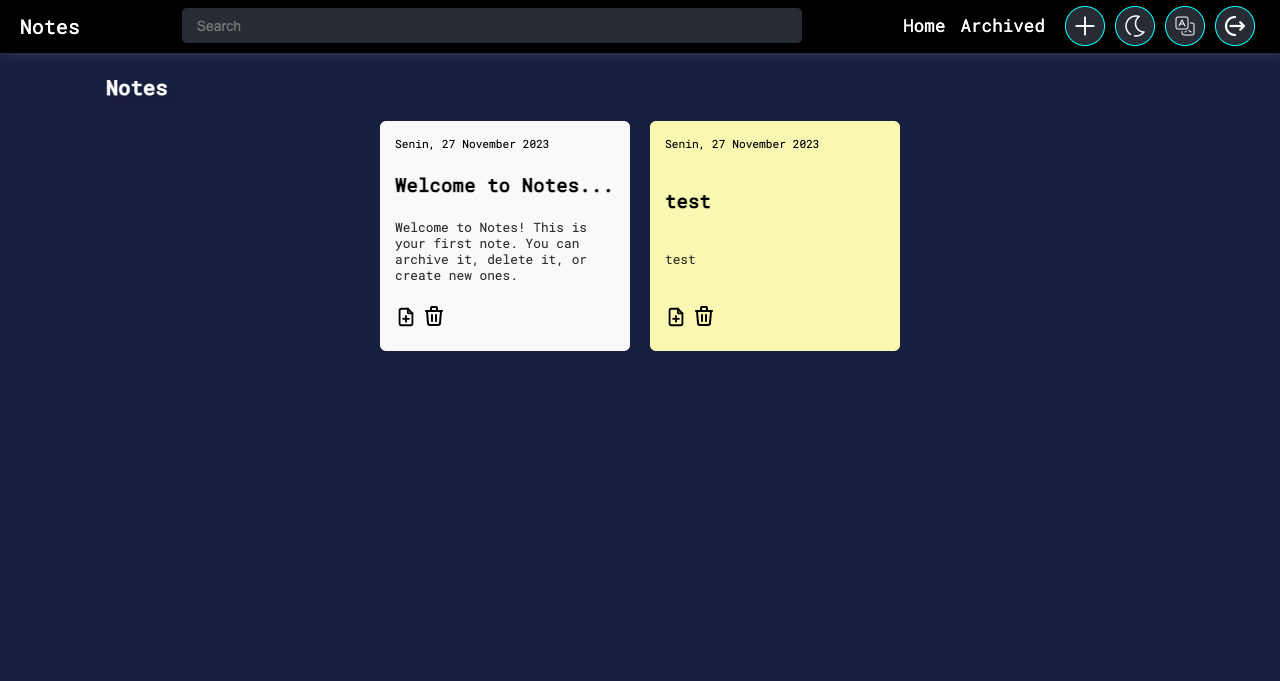 Notes
Search
Home Archived
Notes
Senin, 27 November 2023
Welcome to Notes...
Welcome to Notes! This is
your first note. You can
archive it, delete it, or
create new ones.
Senin, 27 November 2023
test
test